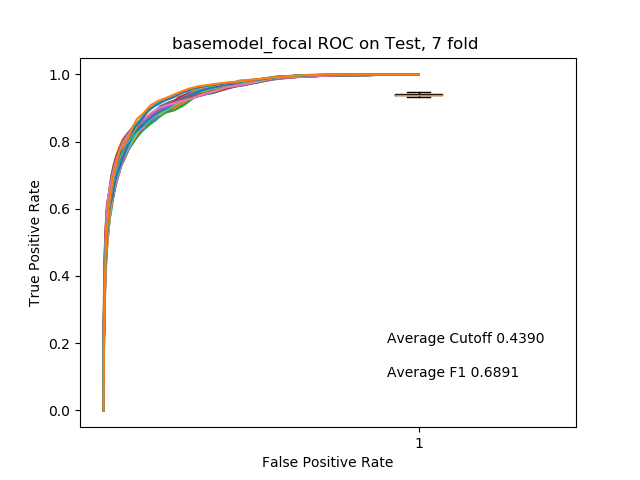 basemodel_focal ROC on Test, 7 fold
1.0
0.8
0.6
0.4
0.2
0.0
True Positive Rate
Average Cutoff 0.4390
Average F1 0.6891
1
False Positive Rate